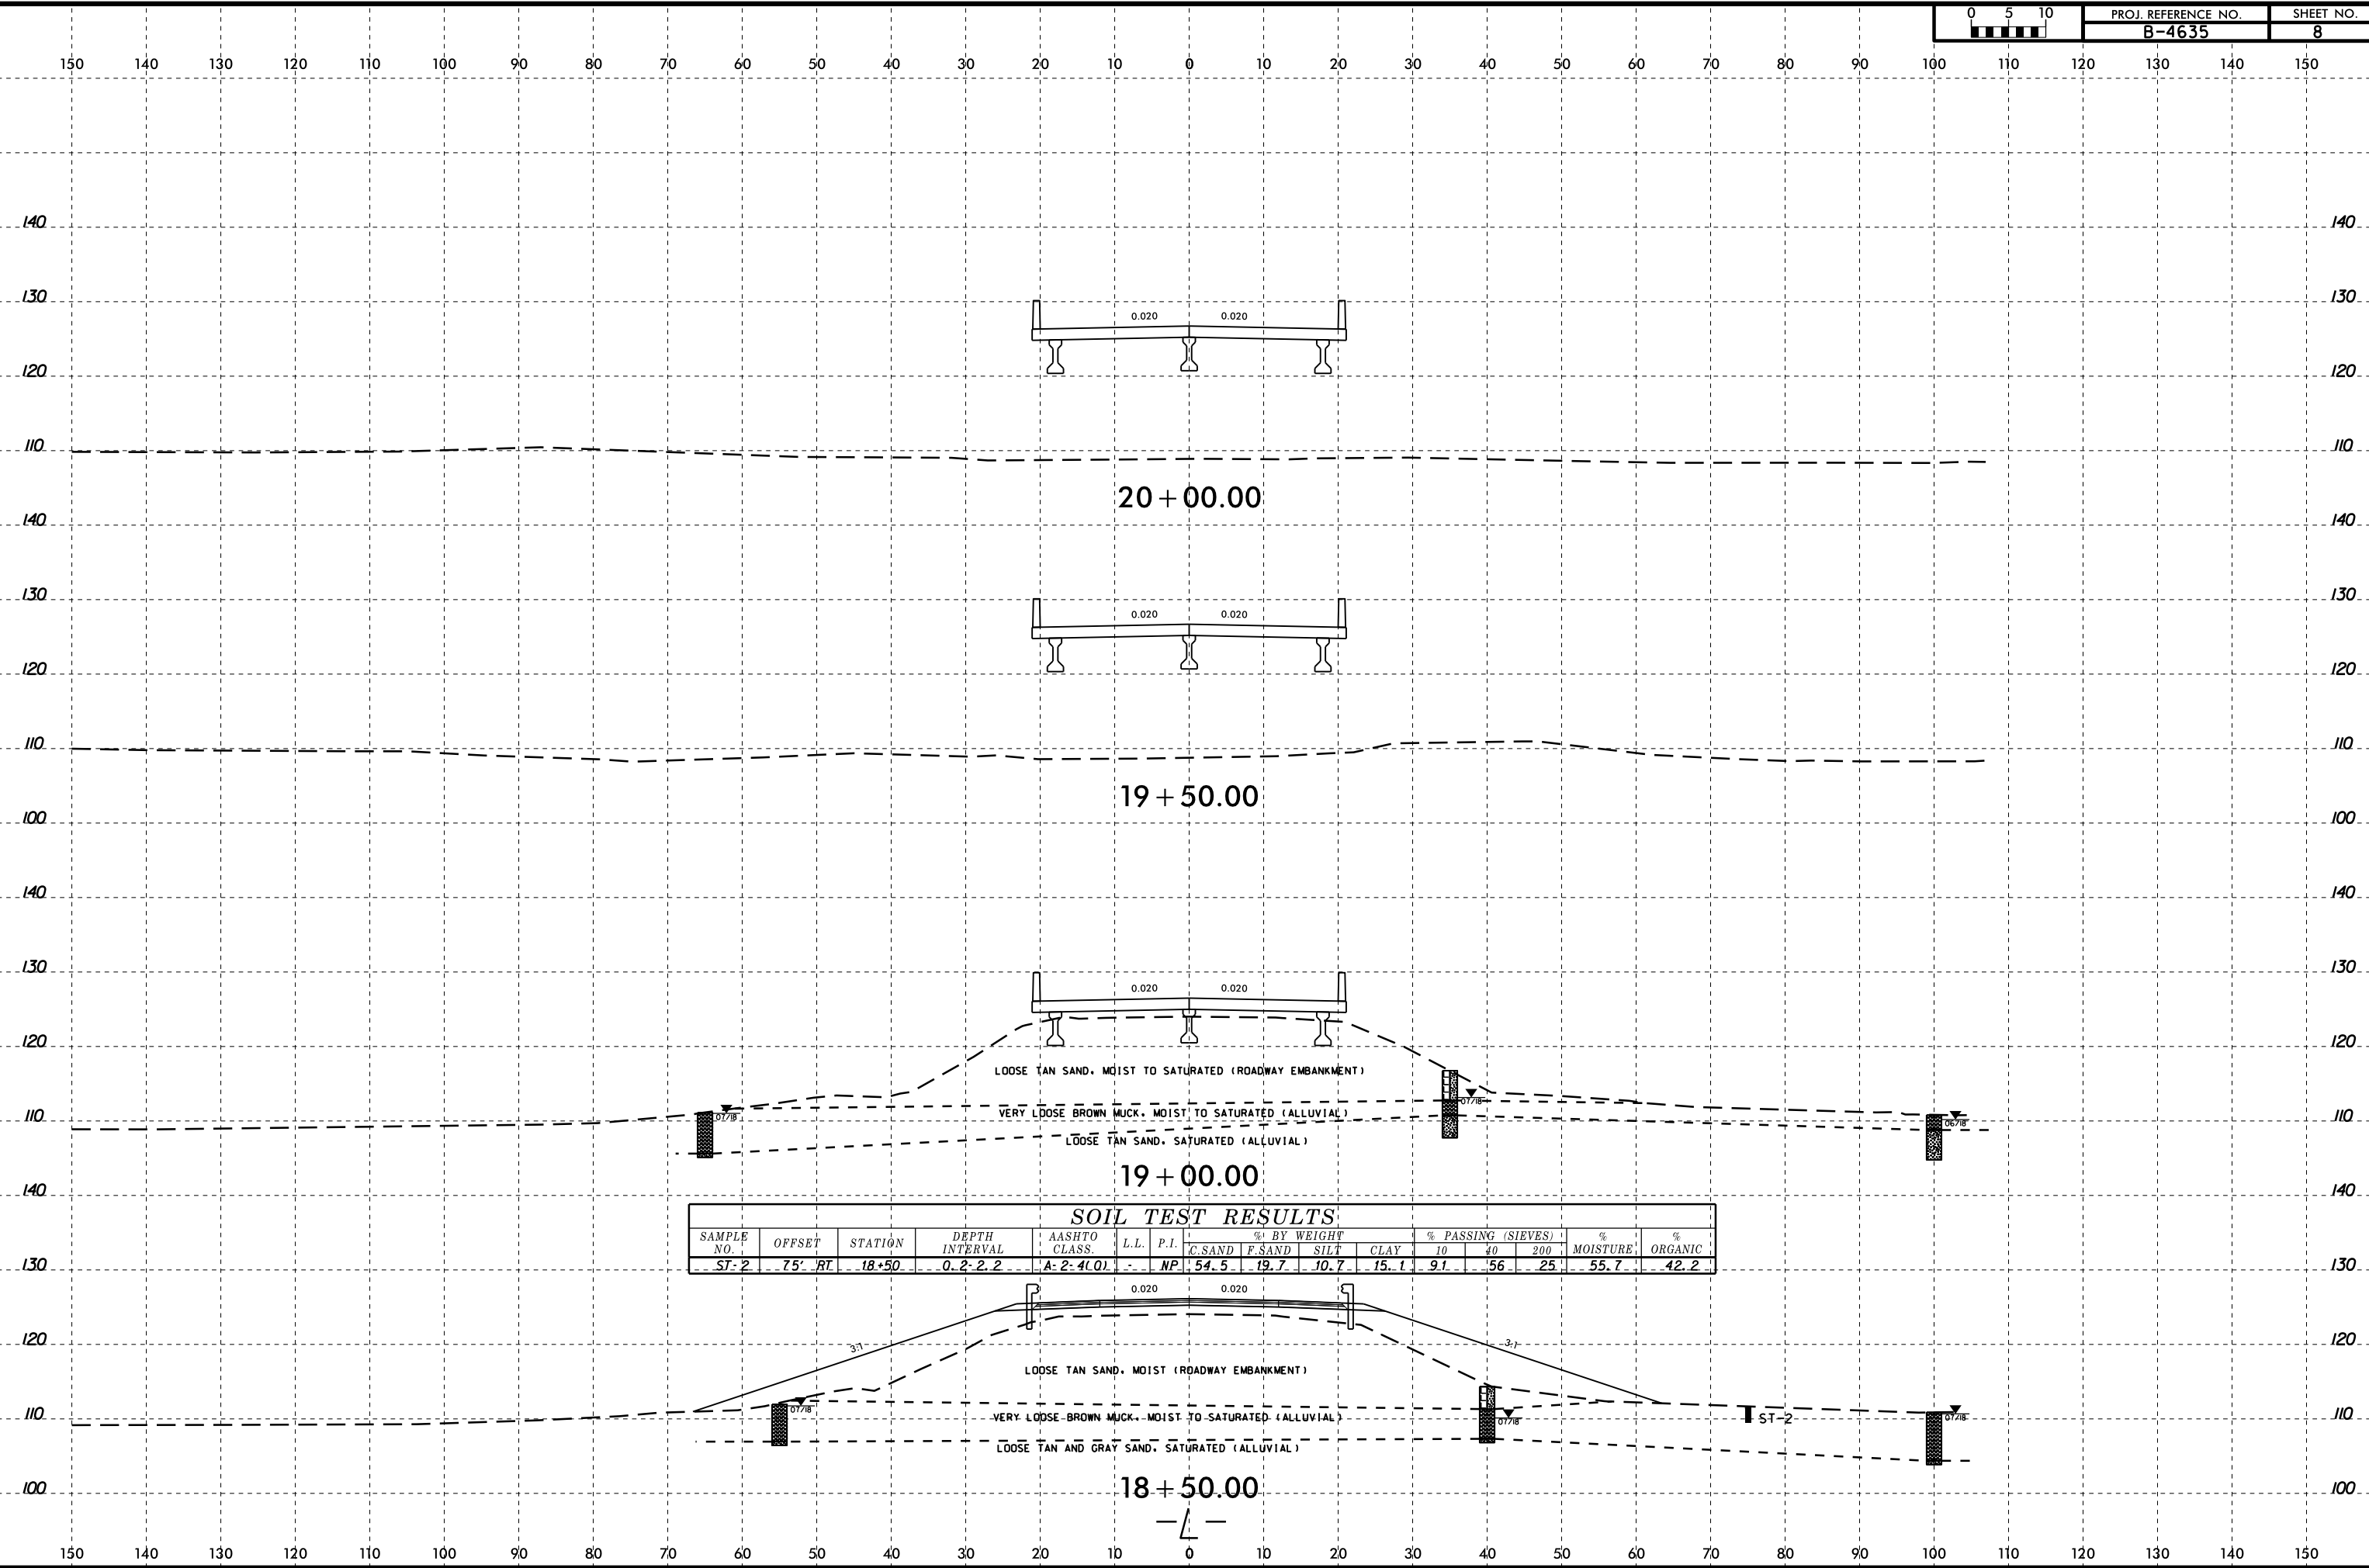 0 5 10 PROJ. REFERENCE NO. SHEET NO.
B-4635 8
150 140 130 120 110 100 90 80 70 60 50 40 30 20 10 0 10 20 30 40 50 60 70 80 90 100 110 120 130 140 150
140 140
130 130
0.020 0.020
120 120
110 110
20+00.00
140 140
130 130
0.020 0.020
120 120
110 110
19+50.00
100 100
140 140
130 130
0.020 0.020
120 120
LOOSE TAN SAND, MOIST TO SATURATED (ROADWAY EMBANKMENT)
07/18
VERY LOOSE BROWN MUCK, MOIST TO SATURATED (ALLUVIAL)
110 07/18 06/18 110
LOOSE TAN SAND, SATURATED (ALLUVIAL)
19+00.00
140 140
SOIL TEST RESULTS
SAMPLE NO. OFFSET STATION DEPTH INTERVAL AASHTO CLASS. L.L. P.I. % BY WEIGHT % PASSING (SIEVES) % MOISTURE % ORGANIC
C.SAND F.SAND SILT CLAY 10 40 200
ST-2 75' RT 18+50 0.2-2.2 A-2-4(0) - NP 54.5 19.7 10.7 15.1 91 56 25 55.7 42.2
130 130
0.020 0.020
120 3:1 3:1 120
LOOSE TAN SAND, MOIST (ROADWAY EMBANKMENT)
07/18
110 VERY LOOSE BROWN MUCK, MOIST TO SATURATED (ALLUVIAL) 07/18 ST-2 07/18 110
LOOSE TAN AND GRAY SAND, SATURATED (ALLUVIAL)
18+50.00
100 100
-L-
150 140 130 120 110 100 90 80 70 60 50 40 30 20 10 0 10 20 30 40 50 60 70 80 90 100 110 120 130 140 150